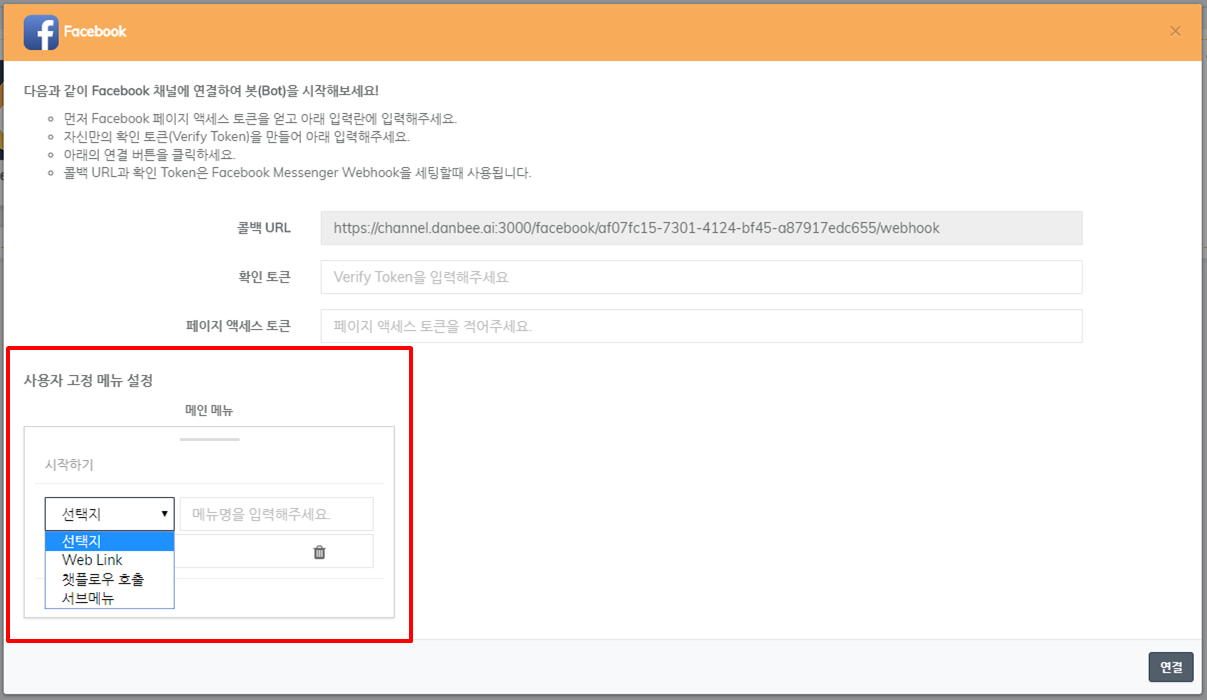 Facebook
다음과 같이 Facebook 채널에 연결하여 봇(Bot)을 시작해보세요!
먼저 Facebook 페이지 액세스 토큰을 얻고 아래 입력란에 입력해주세요.
자신만의 확인 토큰(Verify Token)을 만들어 아래 입력해주세요.
아래의 연결 버튼을 클릭하세요.
콜백 URL과 확인 Token은 Facebook Messenger Webhook을 세팅할때 사용됩니다.
콜백 URL https://channel.danbee.ai:3000/facebook/af07fc15-7301-4124-bf45-a87917edc655/webhook
확인 토큰 Verify Token을 입력해주세요
페이지 액세스 토큰 페이지 액세스 토큰을 적어주세요.
사용자 고정 메뉴 설정
메인 메뉴
시작하기
선택지 메뉴명을 입력해주세요.
선택지
Web Link
챗플로우 호출
서브메뉴
연결